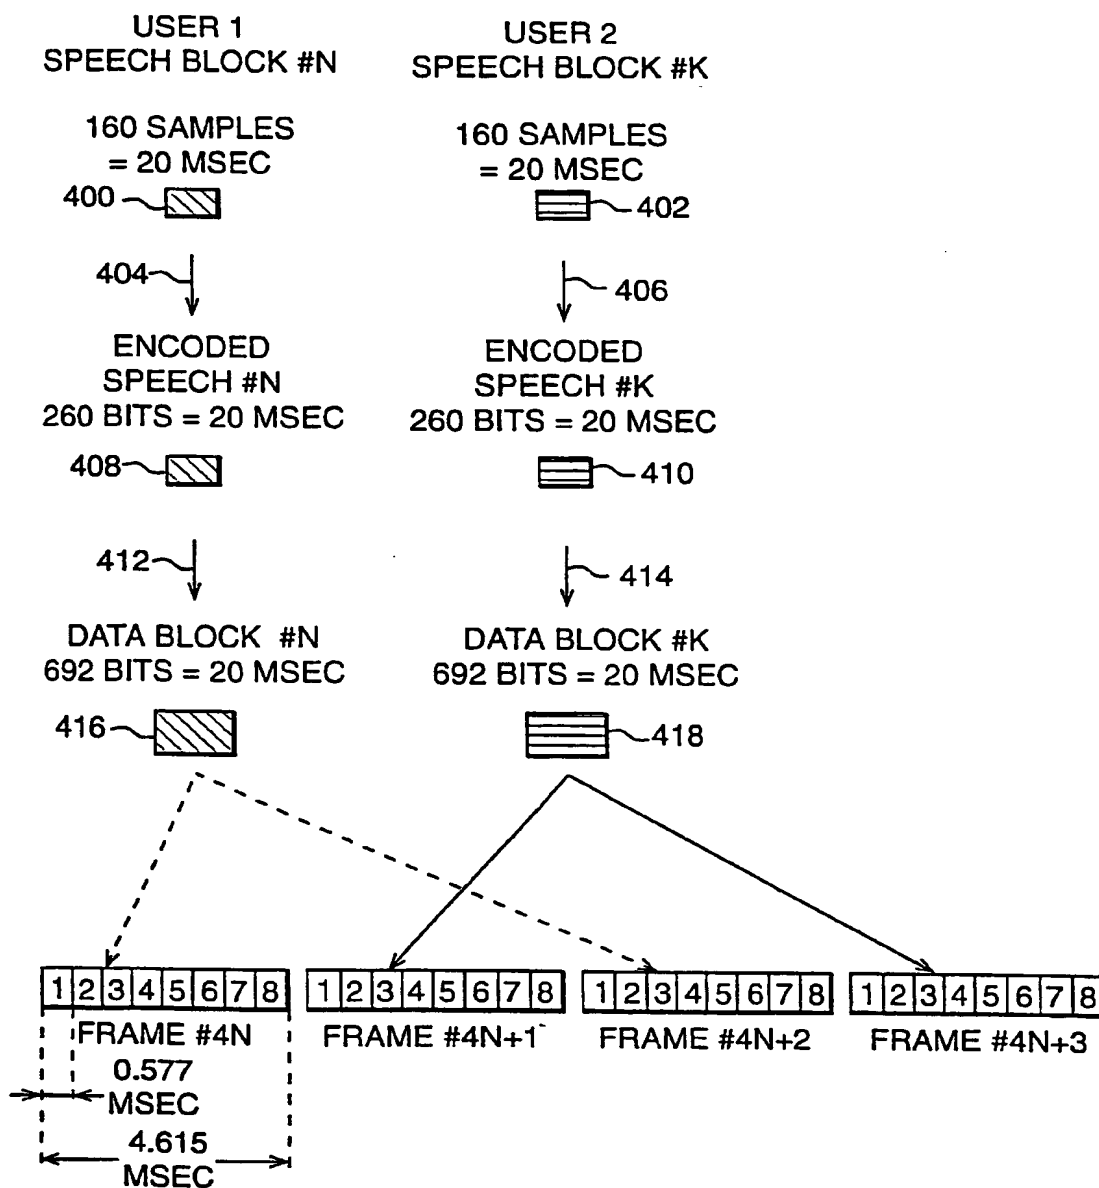 USER 1
SPEECH BLOCK #N
USER 2
SPEECH BLOCK #K
160 SAMPLES
= 20 MSEC
160 SAMPLES
= 20 MSEC
400
402
404
406
ENCODED
SPEECH #N
260 BITS = 20 MSEC
ENCODED
SPEECH #K
260 BITS = 20 MSEC
408
410
412
414
DATA BLOCK #N
692 BITS = 20 MSEC
DATA BLOCK #K
692 BITS = 20 MSEC
416
418
1 2 3 4 5 6 7 8
1 2 3 4 5 6 7 8
1 2 3 4 5 6 7 8
1 2 3 4 5 6 7 8
FRAME #4N
FRAME #4N+1
FRAME #4N+2
FRAME #4N+3
0.577
MSEC
4.615
MSEC